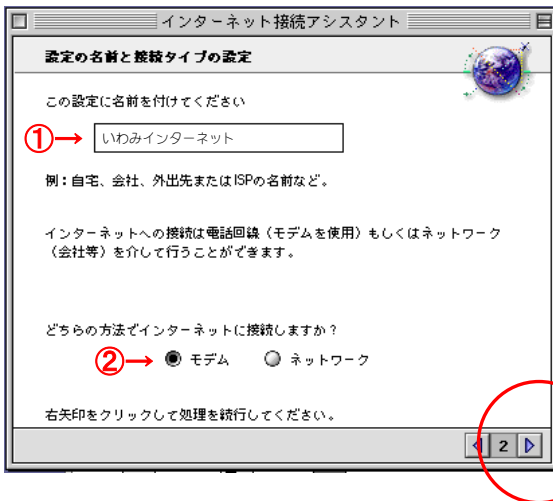 インターネット接続アシスタント
設定の名前と接続タイプの設定
この設定に名前を付けてください
①→ いわみインターネット
例：自宅、会社、外出先またはISPの名前など。
インターネットへの接続は電話回線（モデムを使用）もしくはネットワーク
（会社等）を介して行うことができます。
どちらの方法でインターネットに接続しますか？
②→ モデム ネットワーク
右矢印をクリックして処理を続行してください。
2